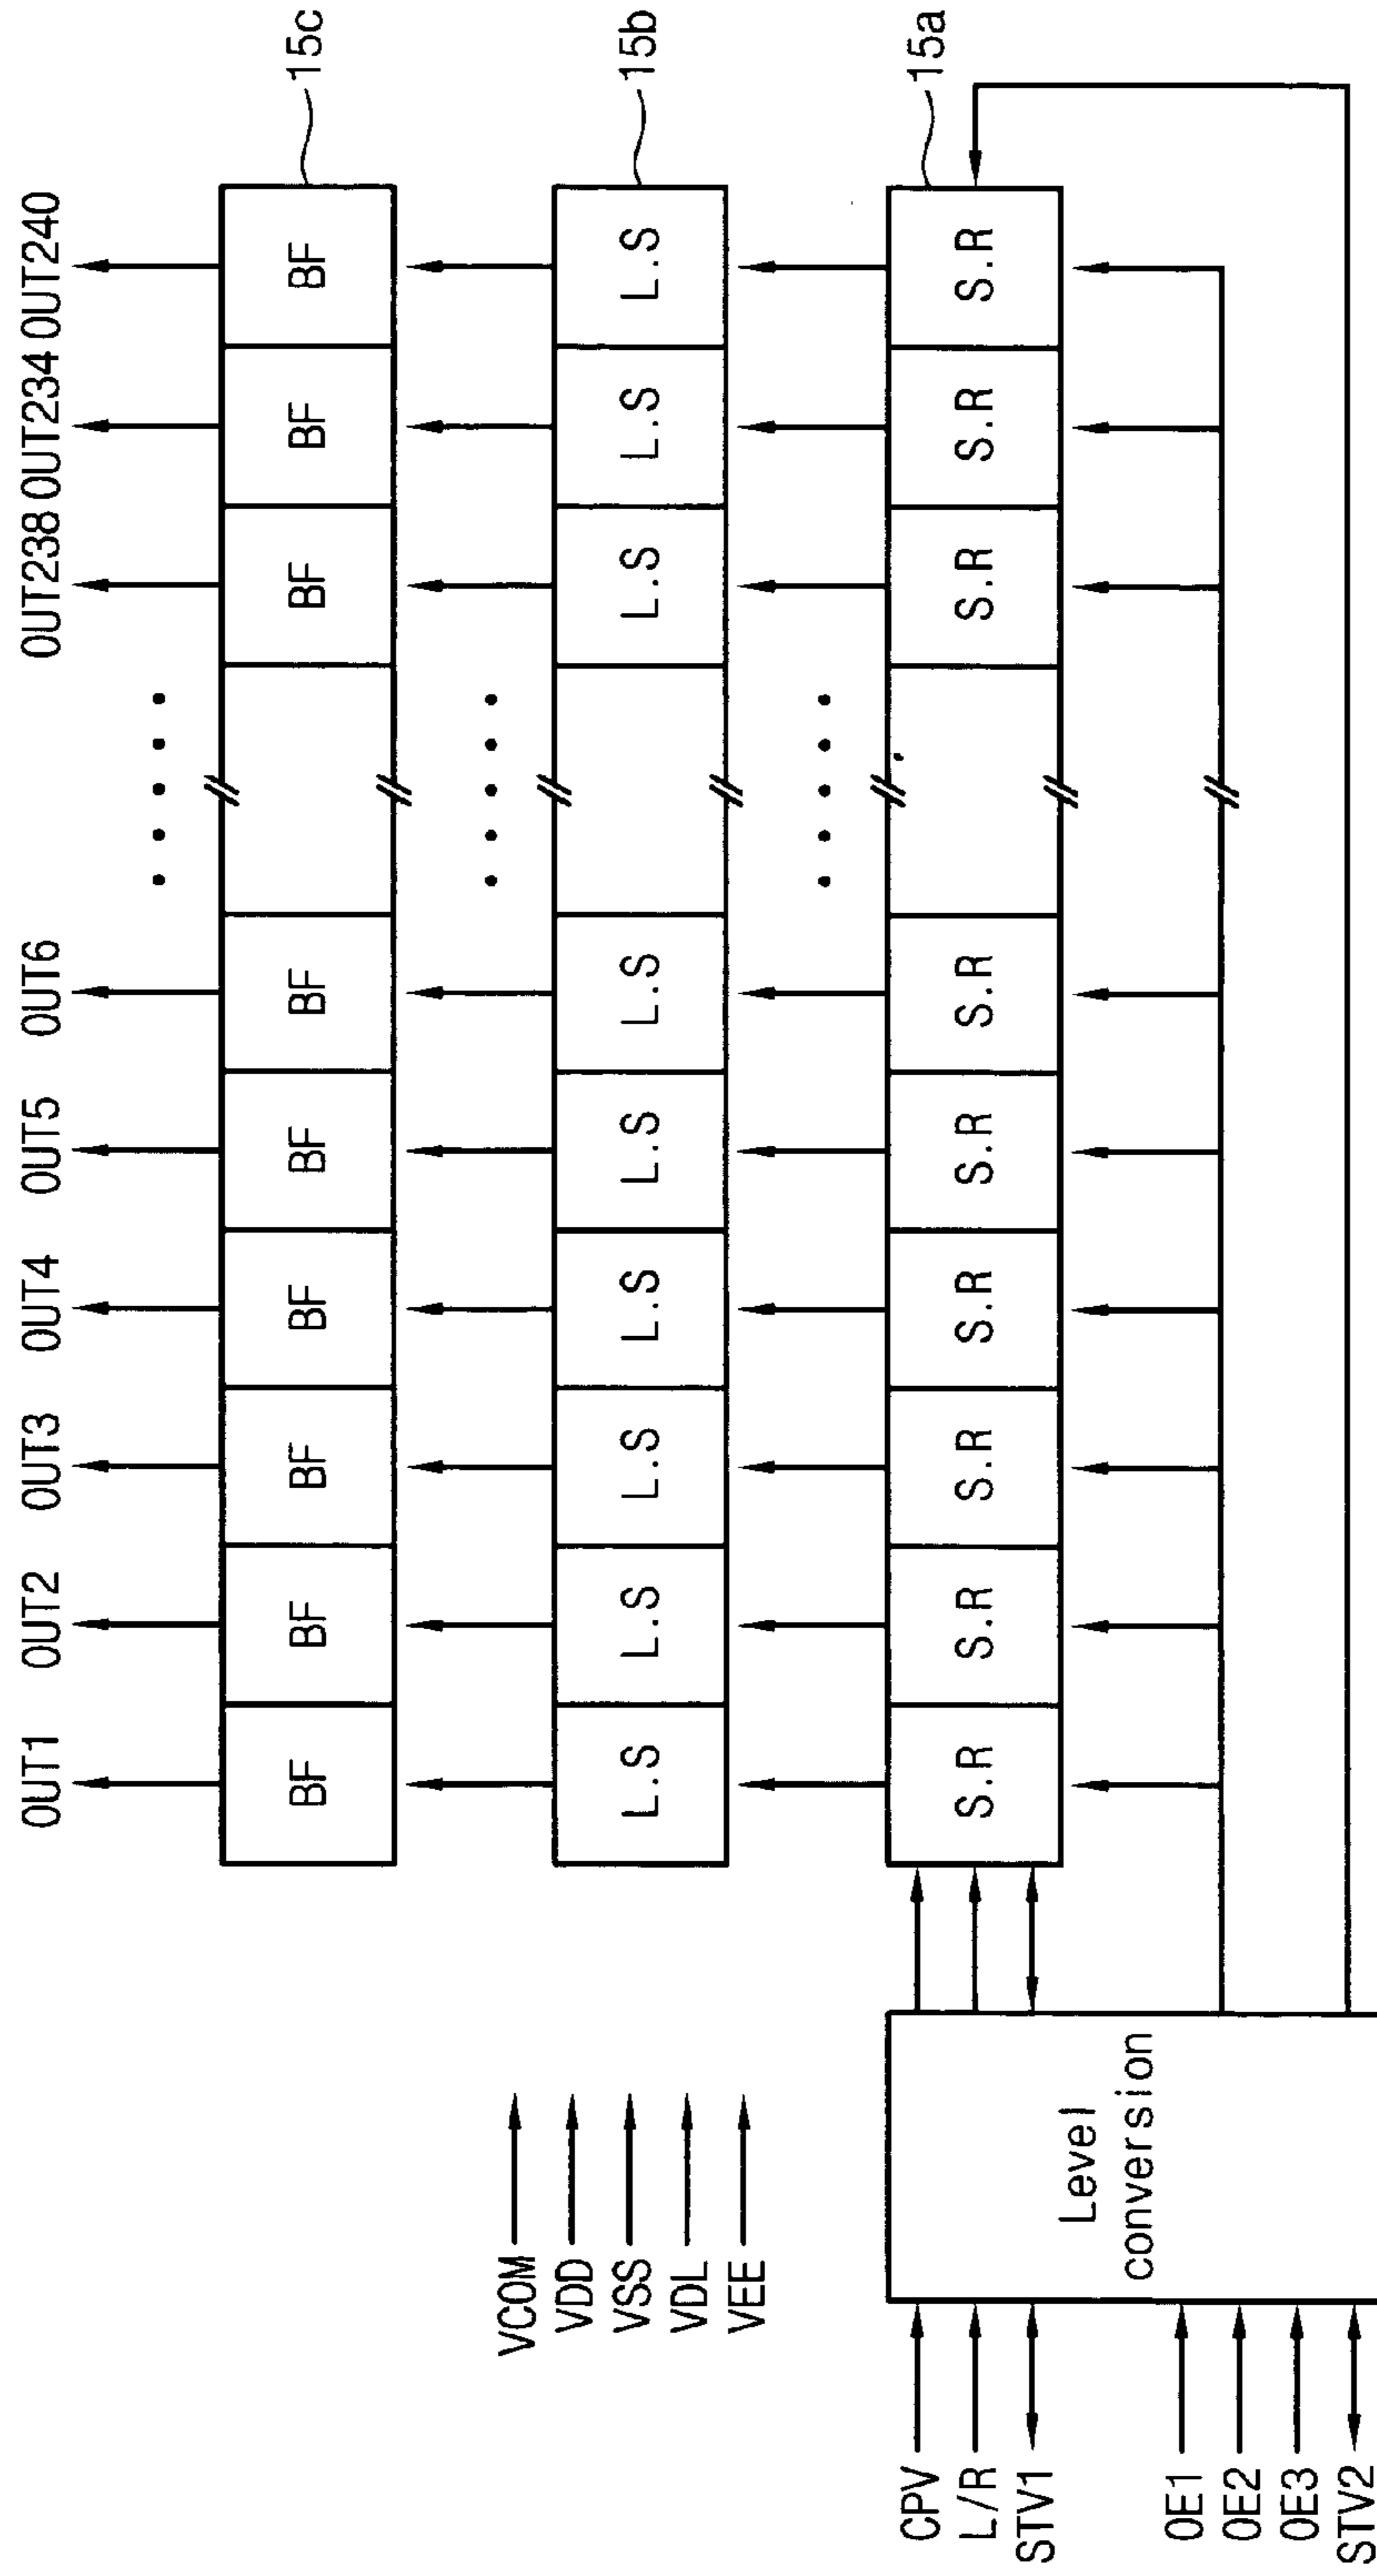 OUT1 OUT2 OUT3 OUT4 OUT5 OUT6 OUT238 OUT234 OUT240
BF BF BF BF BF BF BF BF BF 15c
L.S L.S L.S L.S L.S L.S L.S L.S L.S 15b
S.R S.R S.R S.R S.R S.R S.R S.R S.R 15a
VCOM
VDD
VSS
VDL
VEE
CPV
L/R
STV1
OE1
OE2
OE3
STV2
Level
conversion